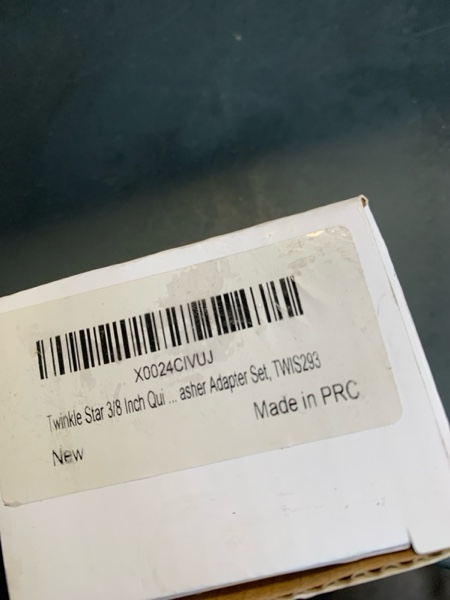 X0024CIVUJ
Twinkle Star 3/8 Inch Qui ... asher Adapter Set, TWIS293
New
Made in PRC